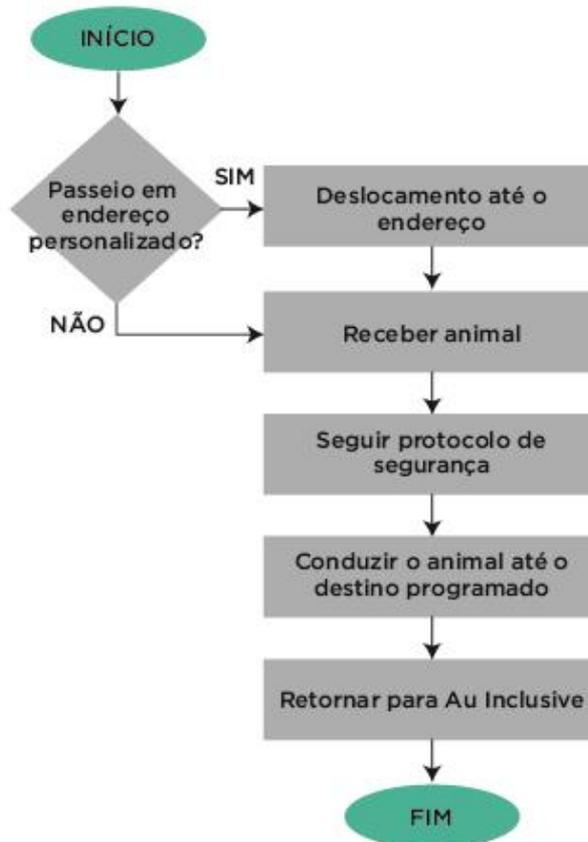 INÍCIO
Passeio em
endereço
personalizado?
SIM
Deslocamento até o
endereço
NÃO
Receber animal
Seguir protocolo de
segurança
Conduzir o animal até o
destino programado
Retornar para Au Inclusive
FIM